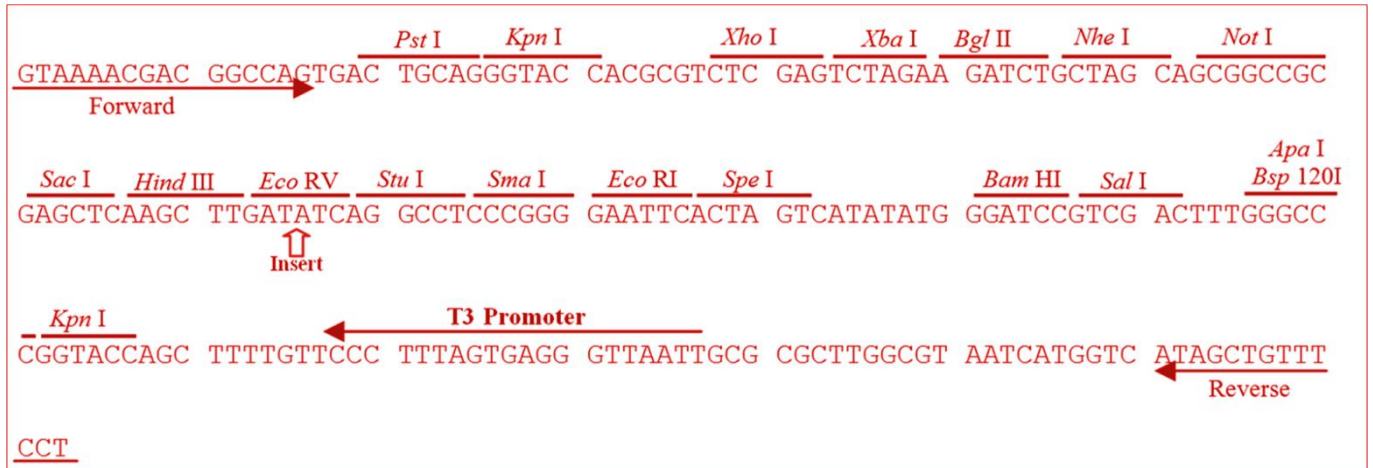 Pst I Kpn I Xho I Xba I Bgl II Nhe I Not I
GTAAAACGAC GGCCAGTGAC TGCAGGGTAC CACGCGTCTC GAGTCTAGAA GATCTGCTAG CAGCGGCCGC
Forward
Apa I
Sac I Hind III Eco RV Stu I Sma I Eco RI Spe I Bam HI Sal I Bsp 120I
GAGCTCAAGC TTGATATCAG GCCTCCCGGG GAATTCACTA GTCATATATG GGATCCGTCG ACTTTGGGCC
Insert
Kpn I T3 Promoter
CGGTACCAGC TTTTGTTCCC TTTAGTGAGG GTTAATTGCG CGCTTGGCGT AATCATGGTC ATAGCTGTTT
Reverse
CCT